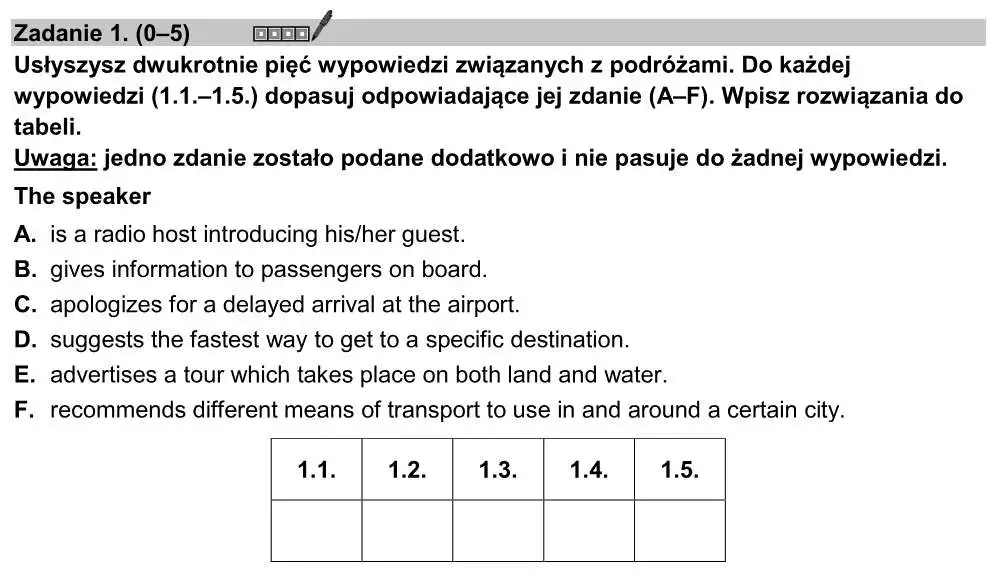 Zadanie 1. (0–5)
Usłyszysz dwukrotnie pięć wypowiedzi związanych z podróżami. Do każdej
wypowiedzi (1.1.–1.5.) dopasuj odpowiadające jej zdanie (A–F). Wpisz rozwiązania do
tabeli.
Uwaga: jedno zdanie zostało podane dodatkowo i nie pasuje do żadnej wypowiedzi.
The speaker
A. is a radio host introducing his/her guest.
B. gives information to passengers on board.
C. apologizes for a delayed arrival at the airport.
D. suggests the fastest way to get to a specific destination.
E. advertises a tour which takes place on both land and water.
F. recommends different means of transport to use in and around a certain city.
1.1. 1.2. 1.3. 1.4. 1.5.